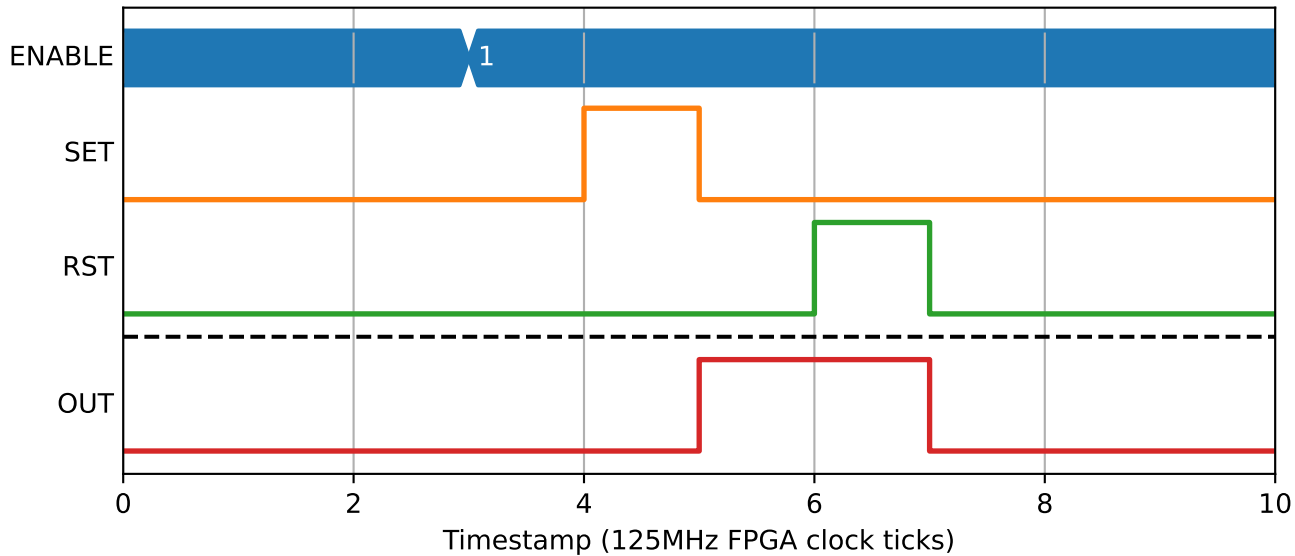 ENABLE 1
SET
RST
OUT
0 2 4 6 8 10
Timestamp (125MHz FPGA clock ticks)